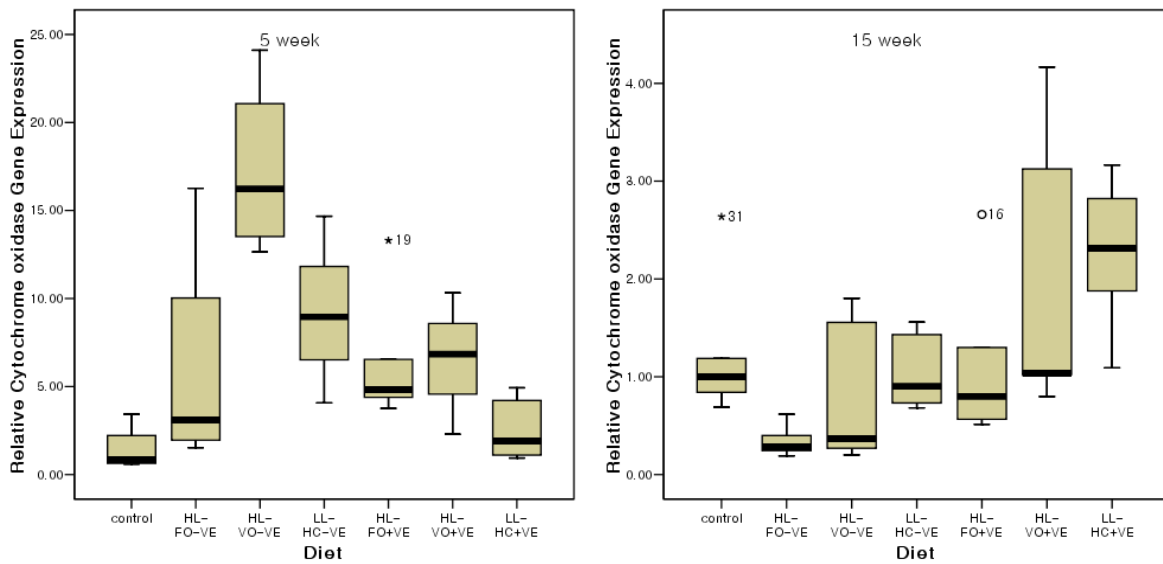 5 week
Relative Cytochrome oxidase Gene Expression
25.00
20.00
15.00
10.00
5.00
0.00
*19
control
HL-
FO-VE
HL-
VO-VE
LL-
HC-VE
HL-
FO+VE
HL-
VO+VE
LL-
HC+VE
Diet
15 week
Relative Cytochrome oxidase Gene Expression
4.00
3.00
2.00
1.00
0.00
*31
16
control
HL-
FO-VE
HL-
VO-VE
LL-
HC-VE
HL-
FO+VE
HL-
VO+VE
LL-
HC+VE
Diet